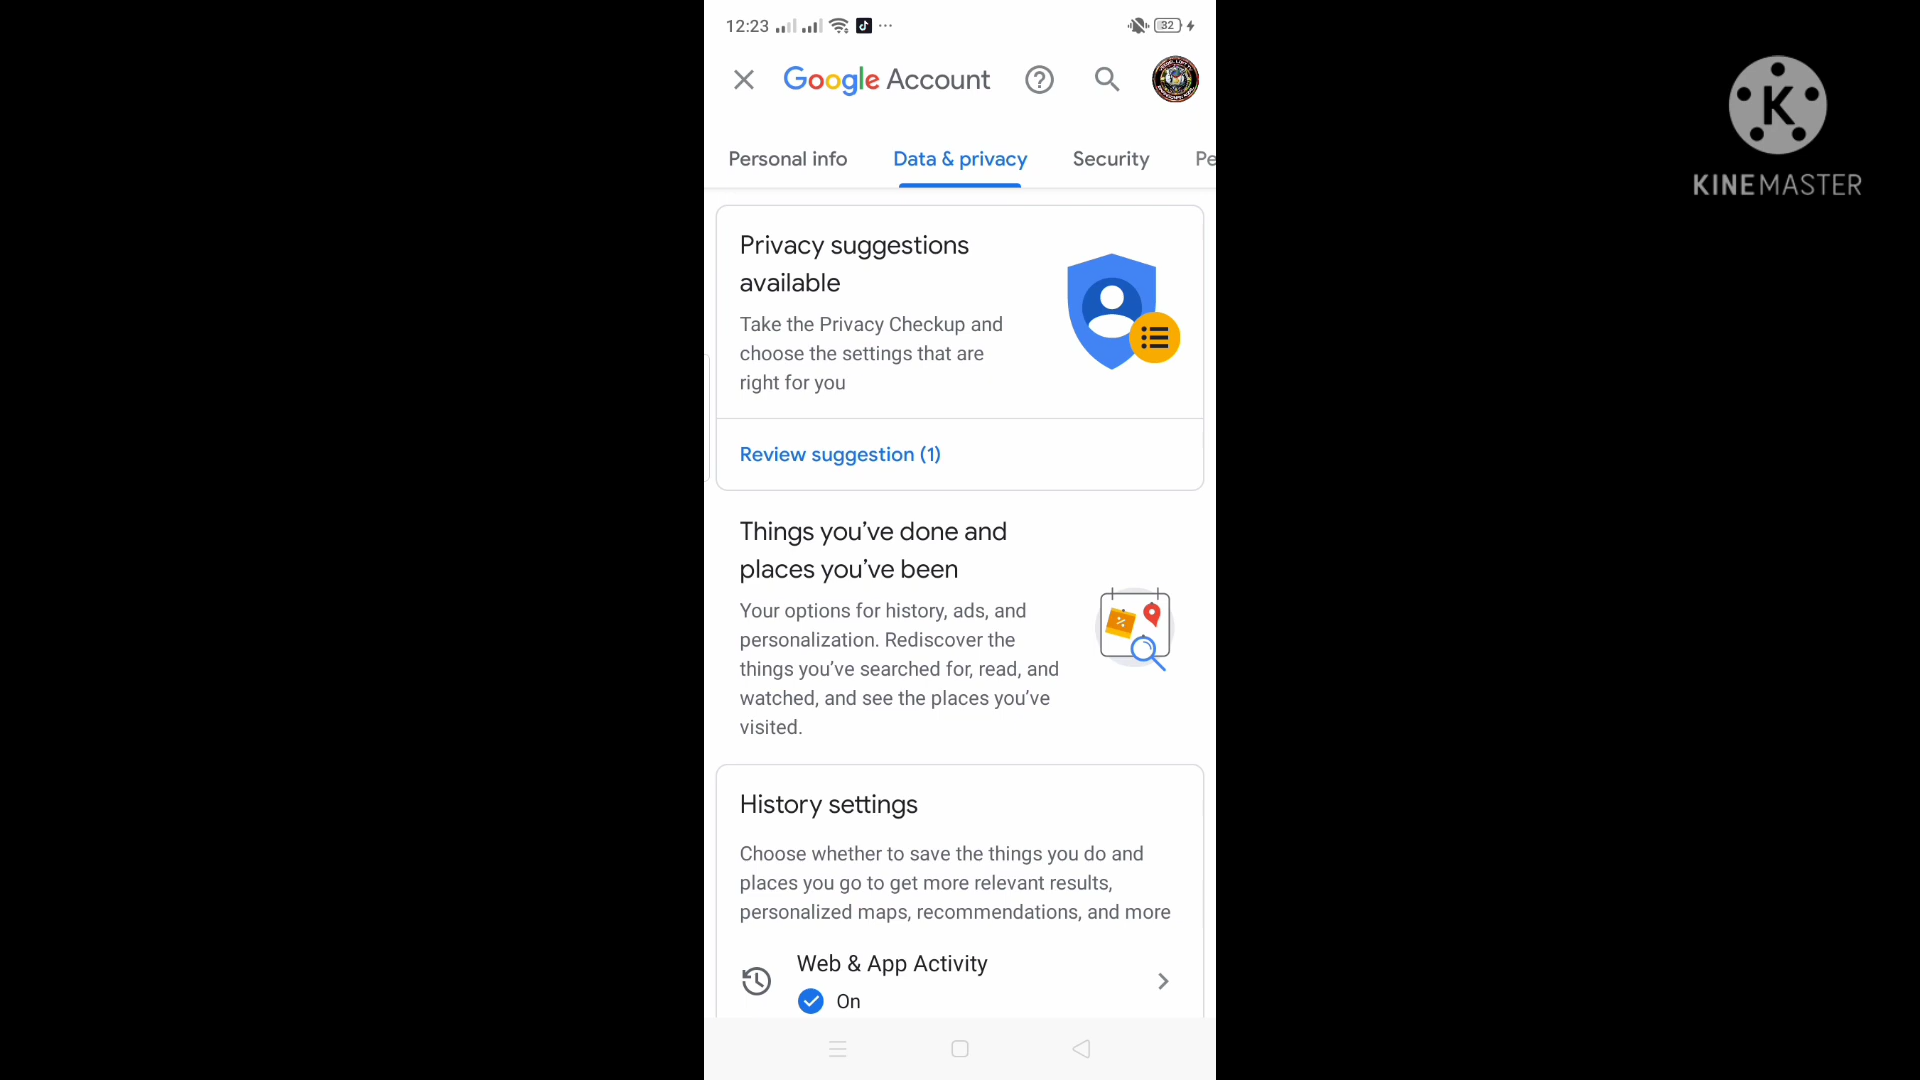 12:23
32
Google Account
Personal info
Data & privacy
Security
Pe
Privacy suggestions
available
Take the Privacy Checkup and
choose the settings that are
right for you
Review suggestion (1)
Things you’ve done and
places you’ve been
Your options for history, ads, and
personalization. Rediscover the
things you’ve searched for, read, and
watched, and see the places you’ve
visited.
History settings
Choose whether to save the things you do and
places you go to get more relevant results,
personalized maps, recommendations, and more
Web & App Activity
On
K
KINEMASTER